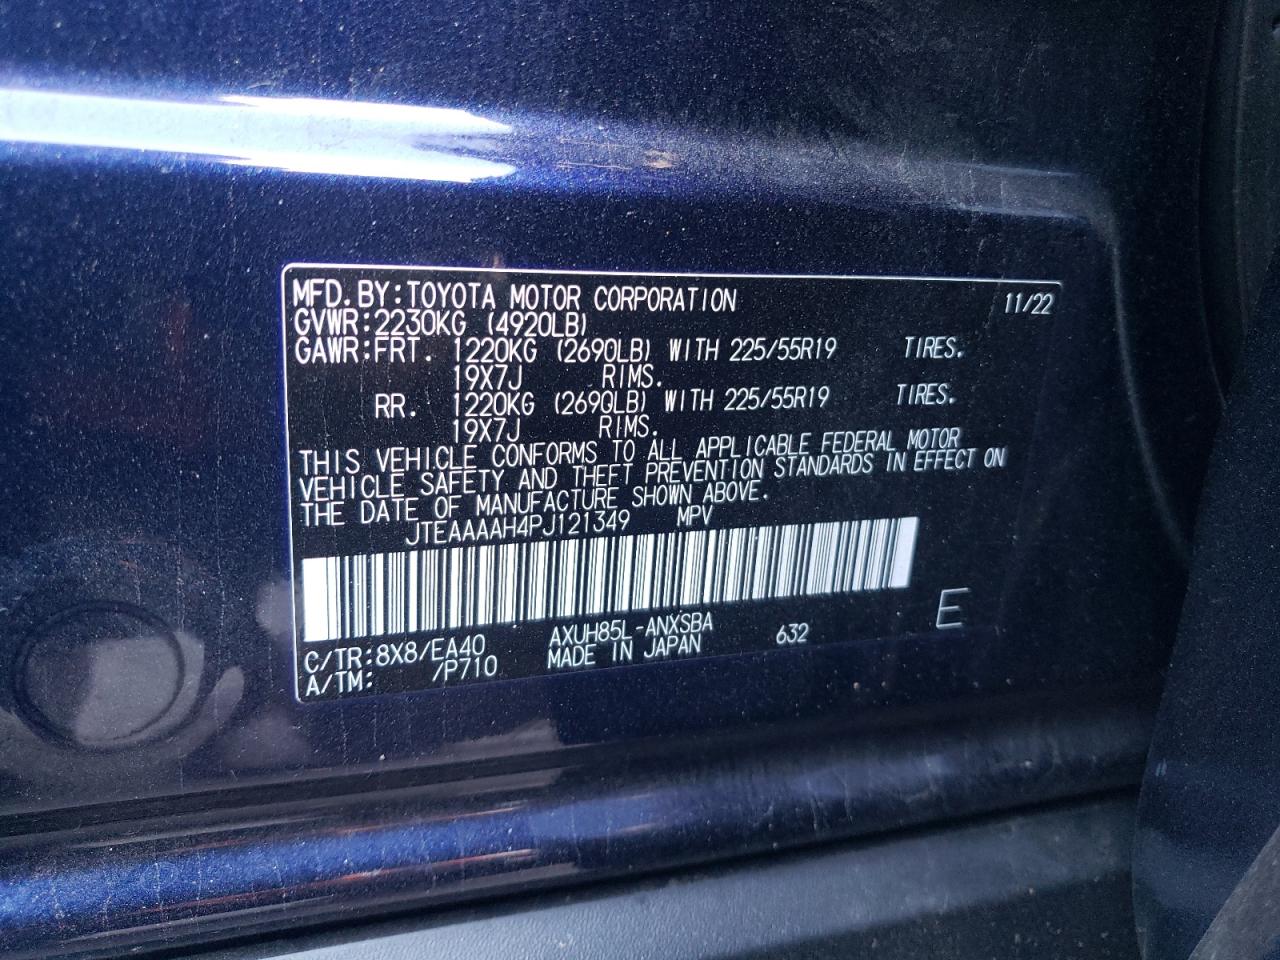 MFD.BY:TOYOTA MOTOR CORPORATION 11/22
GVWR:2230KG (4920LB)
GAWR:FRT. 1220KG (2690LB) WITH 225/55R19 TIRES.
19X7J RIMS.
RR. 1220KG (2690LB) WITH 225/55R19 TIRES.
19X7J RIMS.
THIS VEHICLE CONFORMS TO ALL APPLICABLE FEDERAL MOTOR
VEHICLE SAFETY AND THEFT PREVENTION STANDARDS IN EFFECT ON
THE DATE OF MANUFACTURE SHOWN ABOVE.
JTEAAAAH4PJ121349 MPV
C/TR:8X8/EA40 AXUH85L-ANXSBA 632 E
A/TM: /P710 MADE IN JAPAN